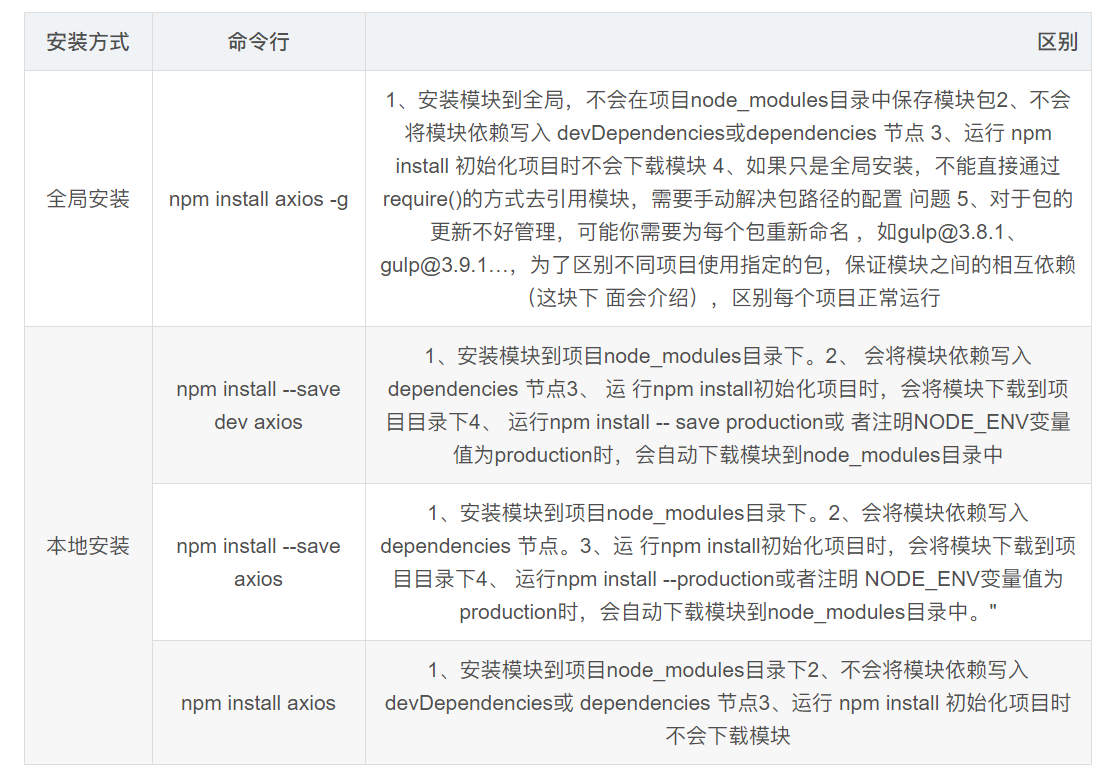 安装方式 命令行 区别
全局安装 npm install axios -g
1、安装模块到全局，不会在项目node_modules目录中保存模块包2、不会
将模块依赖写入 devDependencies或dependencies 节点 3、运行 npm
install 初始化项目时不会下载模块 4、如果只是全局安装，不能直接通过
require()的方式去引用模块，需要手动解决包路径的配置 问题 5、对于包的
更新不好管理，可能你需要为每个包重新命名 ，如gulp@3.8.1、
gulp@3.9.1…，为了区别不同项目使用指定的包，保证模块之间的相互依赖
（这块下 面会介绍），区别每个项目正常运行
本地安装
npm install --save
dev axios
1、安装模块到项目node_modules目录下。2、 会将模块依赖写入
dependencies 节点3、 运 行npm install初始化项目时，会将模块下载到项
目目录下4、 运行npm install -- save production或 者注明NODE_ENV变量
值为production时，会自动下载模块到node_modules目录中
npm install --save
axios
1、安装模块到项目node_modules目录下。2、会将模块依赖写入
dependencies 节点。3、运 行npm install初始化项目时，会将模块下载到项
目目录下4、 运行npm install --production或者注明 NODE_ENV变量值为
production时，会自动下载模块到node_modules目录中。"
npm install axios
1、安装模块到项目node_modules目录下2、不会将模块依赖写入
devDependencies或 dependencies 节点3、运行 npm install 初始化项目时
不会下载模块